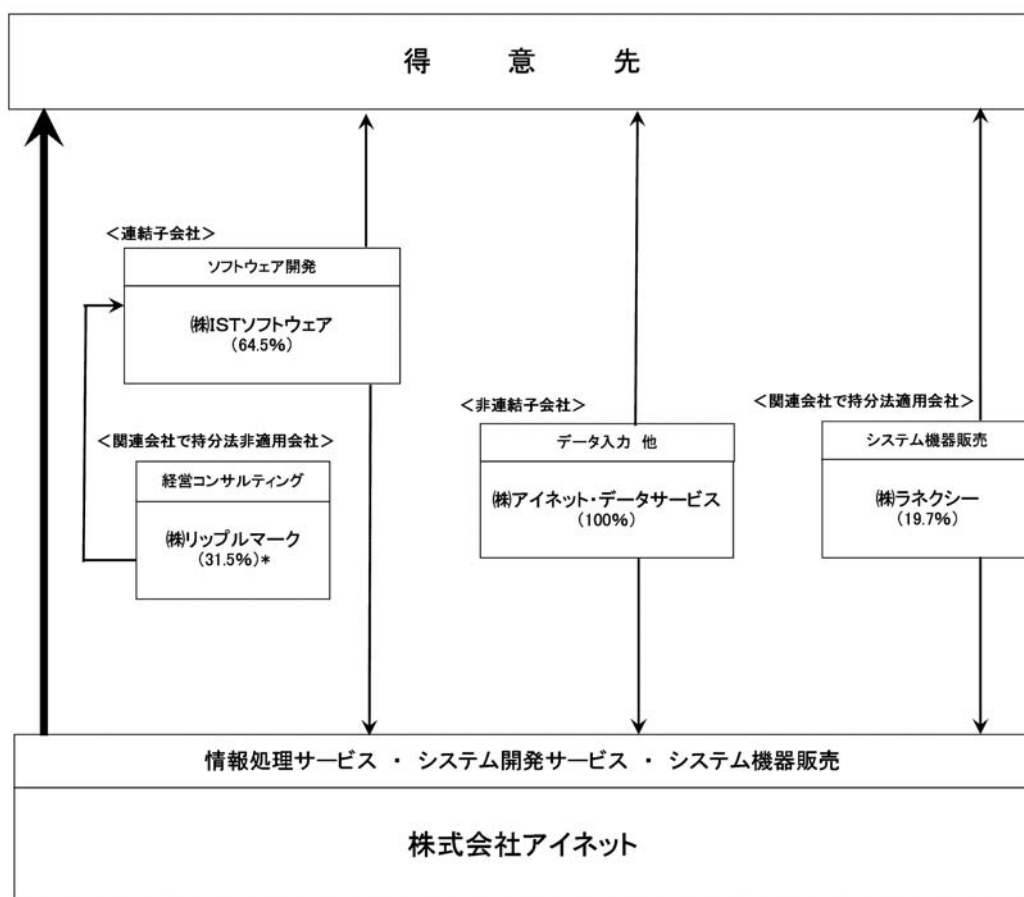 得 意 先
＜連結子会社＞
ソフトウェア開発
㈱ISTソフトウェア
(64.5%)
＜関連会社で持分法非適用会社＞
経営コンサルティング
㈱リップルマーク
(31.5%)*
＜非連結子会社＞
データ入力 他
㈱アイネット・データサービス
(100%)
＜関連会社で持分法適用会社＞
システム機器販売
㈱ラネクシー
(19.7%)
情報処理サービス ・ システム開発サービス ・ システム機器販売
株式会社アイネット